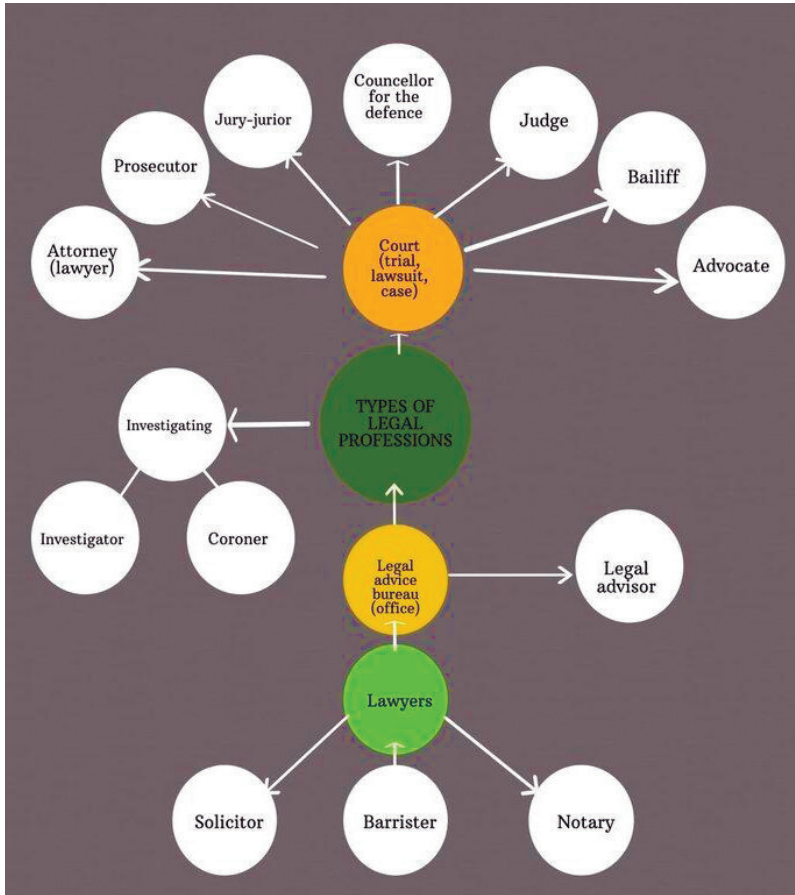 Councellor
for the
defence
Jury-jurior
Judge
Prosecutor
Bailiff
Attorney
(lawyer)
Court
(trial,
lawsuit,
case)
Advocate
TYPES OF
LEGAL
PROFESSIONS
Investigating
Investigator
Coroner
Legal
advice
bureau
(office)
Legal
advisor
Lawyers
Solicitor
Barrister
Notary